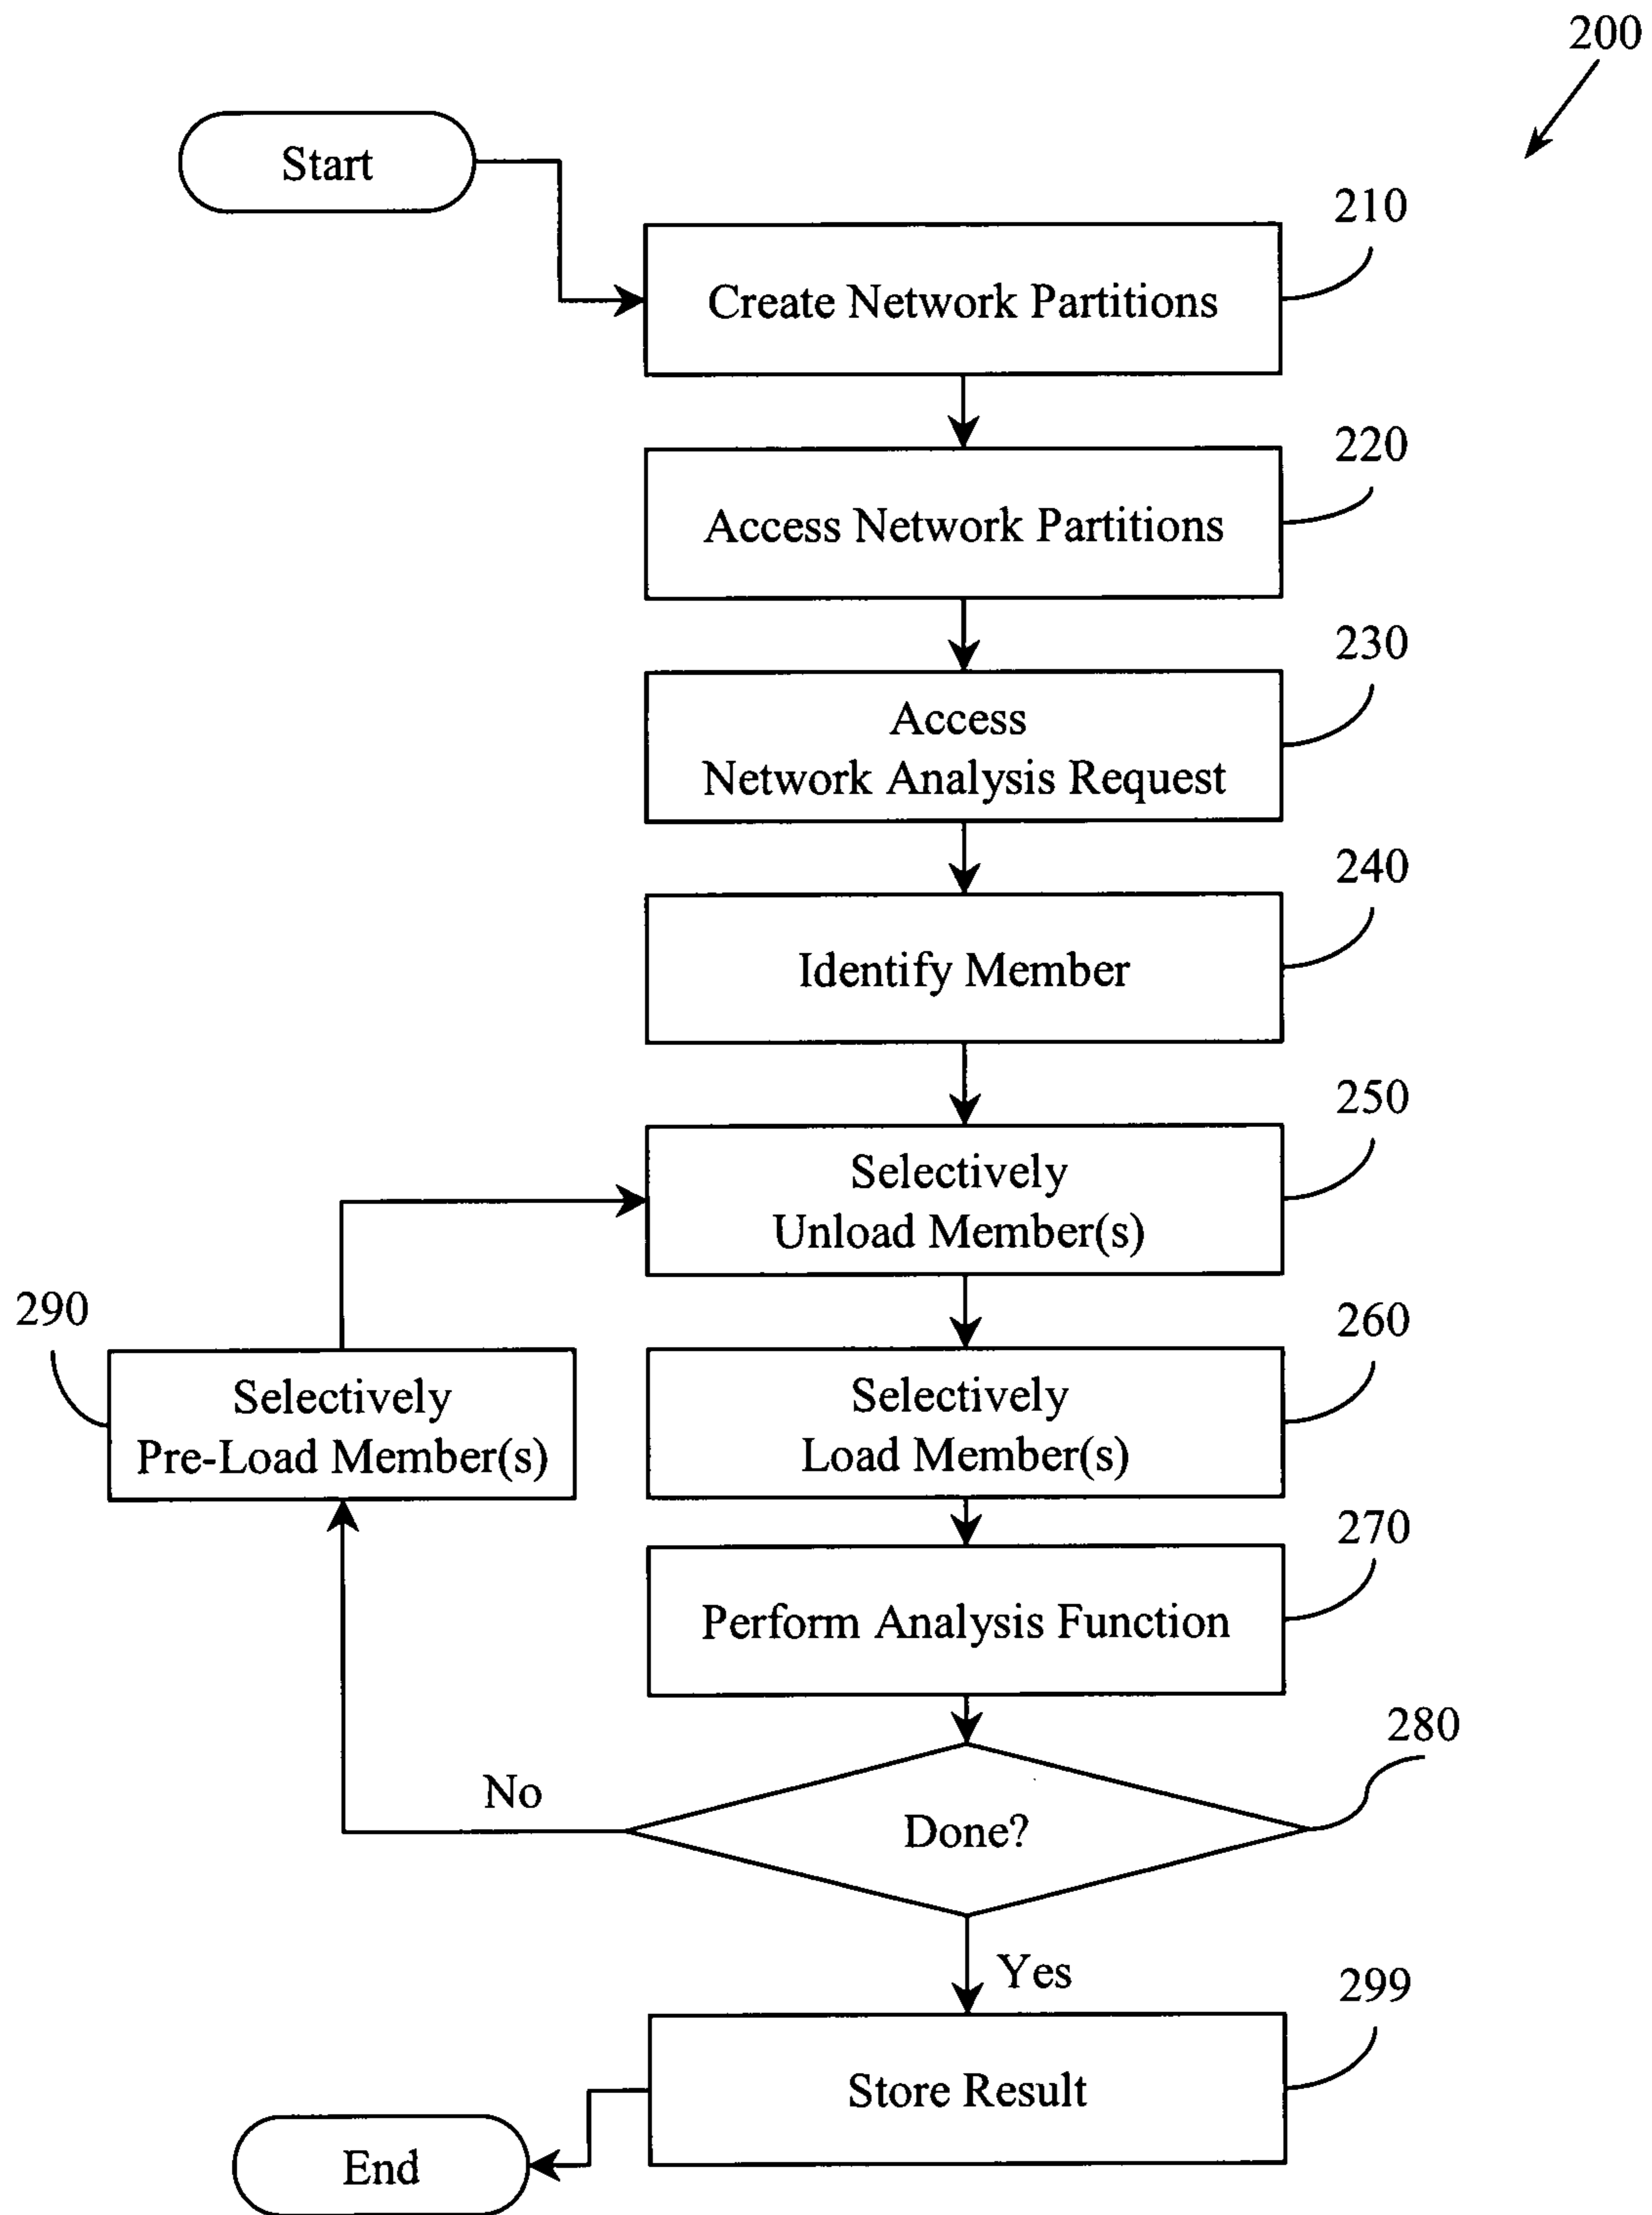 200
Start
210
Create Network Partitions
220
Access Network Partitions
230
Access
Network Analysis Request
240
Identify Member
250
Selectively
Unload Member(s)
290
Selectively
Pre-Load Member(s)
260
Selectively
Load Member(s)
270
Perform Analysis Function
280
No
Done?
Yes
299
Store Result
End